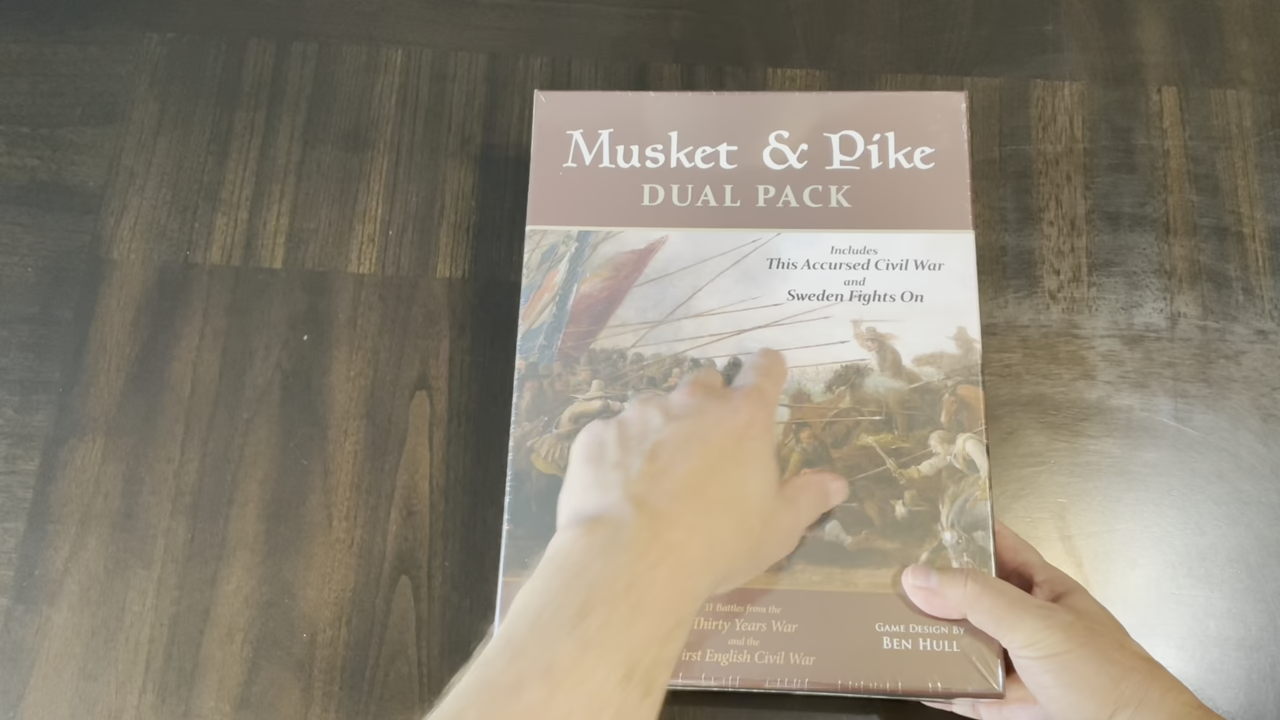 Musket & Pike
DUAL PACK
Includes
This Accursed Civil War
and
Sweden Fights On
11 Battles from the
Thirty Years War
and the
irst English Civil War
GAME DESIGN BY
BEN HULL